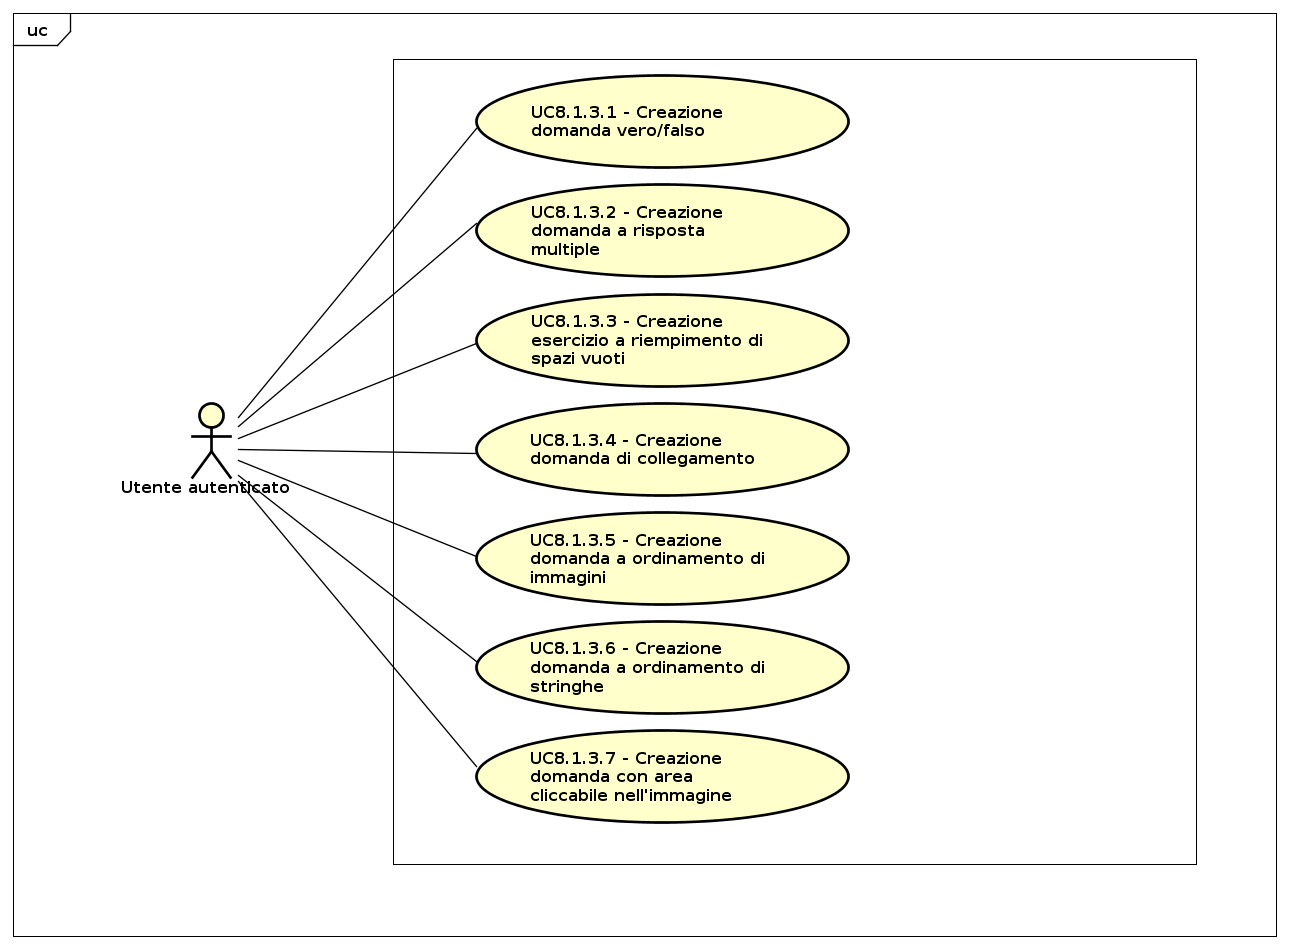 uc
UC8.1.3.1 - Creazione
domanda vero/falso
UC8.1.3.2 - Creazione
domanda a risposta
multiple
UC8.1.3.3 - Creazione
esercizio a riempimento di
spazi vuoti
UC8.1.3.4 - Creazione
domanda di collegamento
Utente autenticato
UC8.1.3.5 - Creazione
domanda a ordinamento di
immagini
UC8.1.3.6 - Creazione
domanda a ordinamento di
stringhe
UC8.1.3.7 - Creazione
domanda con area
cliccabile nell'immagine